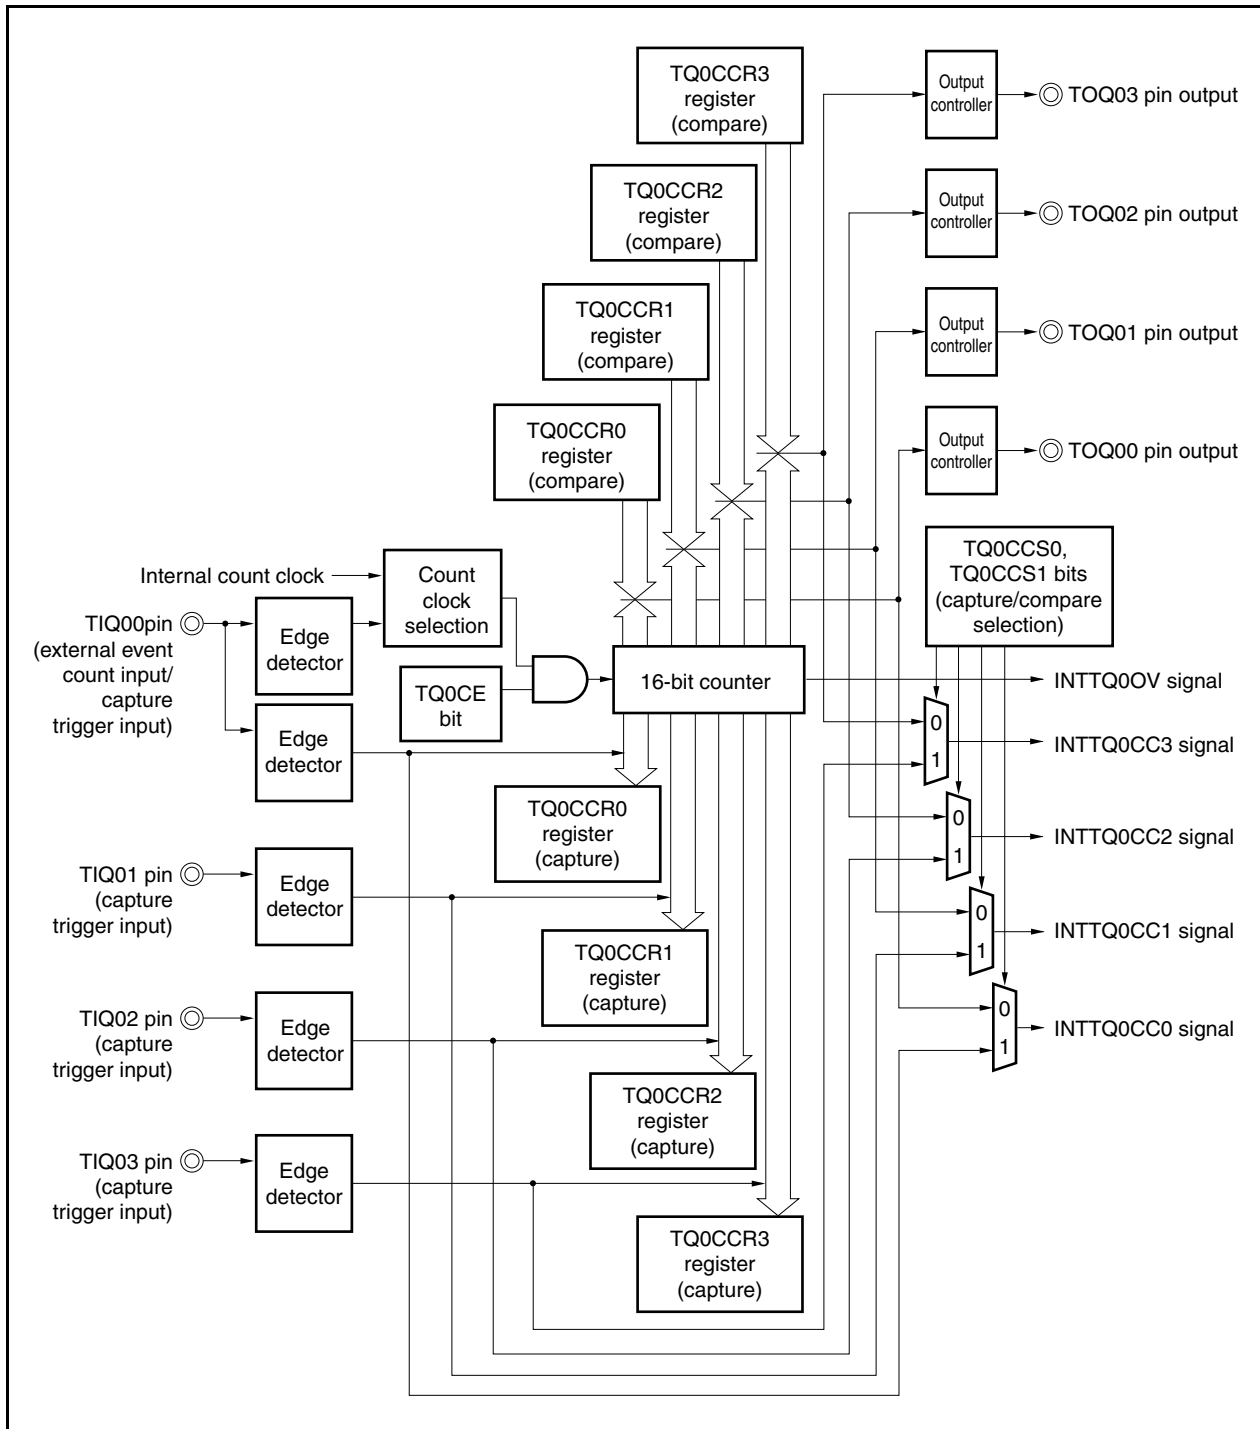 TQ0CCR3
register
(compare)
Output
controller
TOQ03 pin output
TQ0CCR2
register
(compare)
Output
controller
TOQ02 pin output
TQ0CCR1
register
(compare)
Output
controller
TOQ01 pin output
TQ0CCR0
register
(compare)
Output
controller
TOQ00 pin output
Internal count clock
Count
clock
selection
TQ0CCS0,
TQ0CCS1 bits
(capture/compare
selection)
TIQ00pin
(external event
count input/
capture
trigger input)
Edge
detector
TQ0CE
bit
16-bit counter
INTTQ0OV signal
Edge
detector
0
1
INTTQ0CC3 signal
TQ0CCR0
register
(capture)
0
1
INTTQ0CC2 signal
TIQ01 pin
(capture
trigger input)
Edge
detector
0
1
INTTQ0CC1 signal
TQ0CCR1
register
(capture)
TIQ02 pin
(capture
trigger input)
Edge
detector
0
1
INTTQ0CC0 signal
TQ0CCR2
register
(capture)
TIQ03 pin
(capture
trigger input)
Edge
detector
TQ0CCR3
register
(capture)